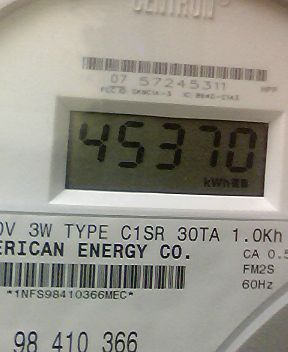 CENTRON
07 57245311
45370
kWh
0V 3W TYPE C1SR 30TA 1.0Kh
ERICAN ENERGY CO.
CA 0.5
FM2S
60Hz
*1NFS98410366MEC*
98 410 366